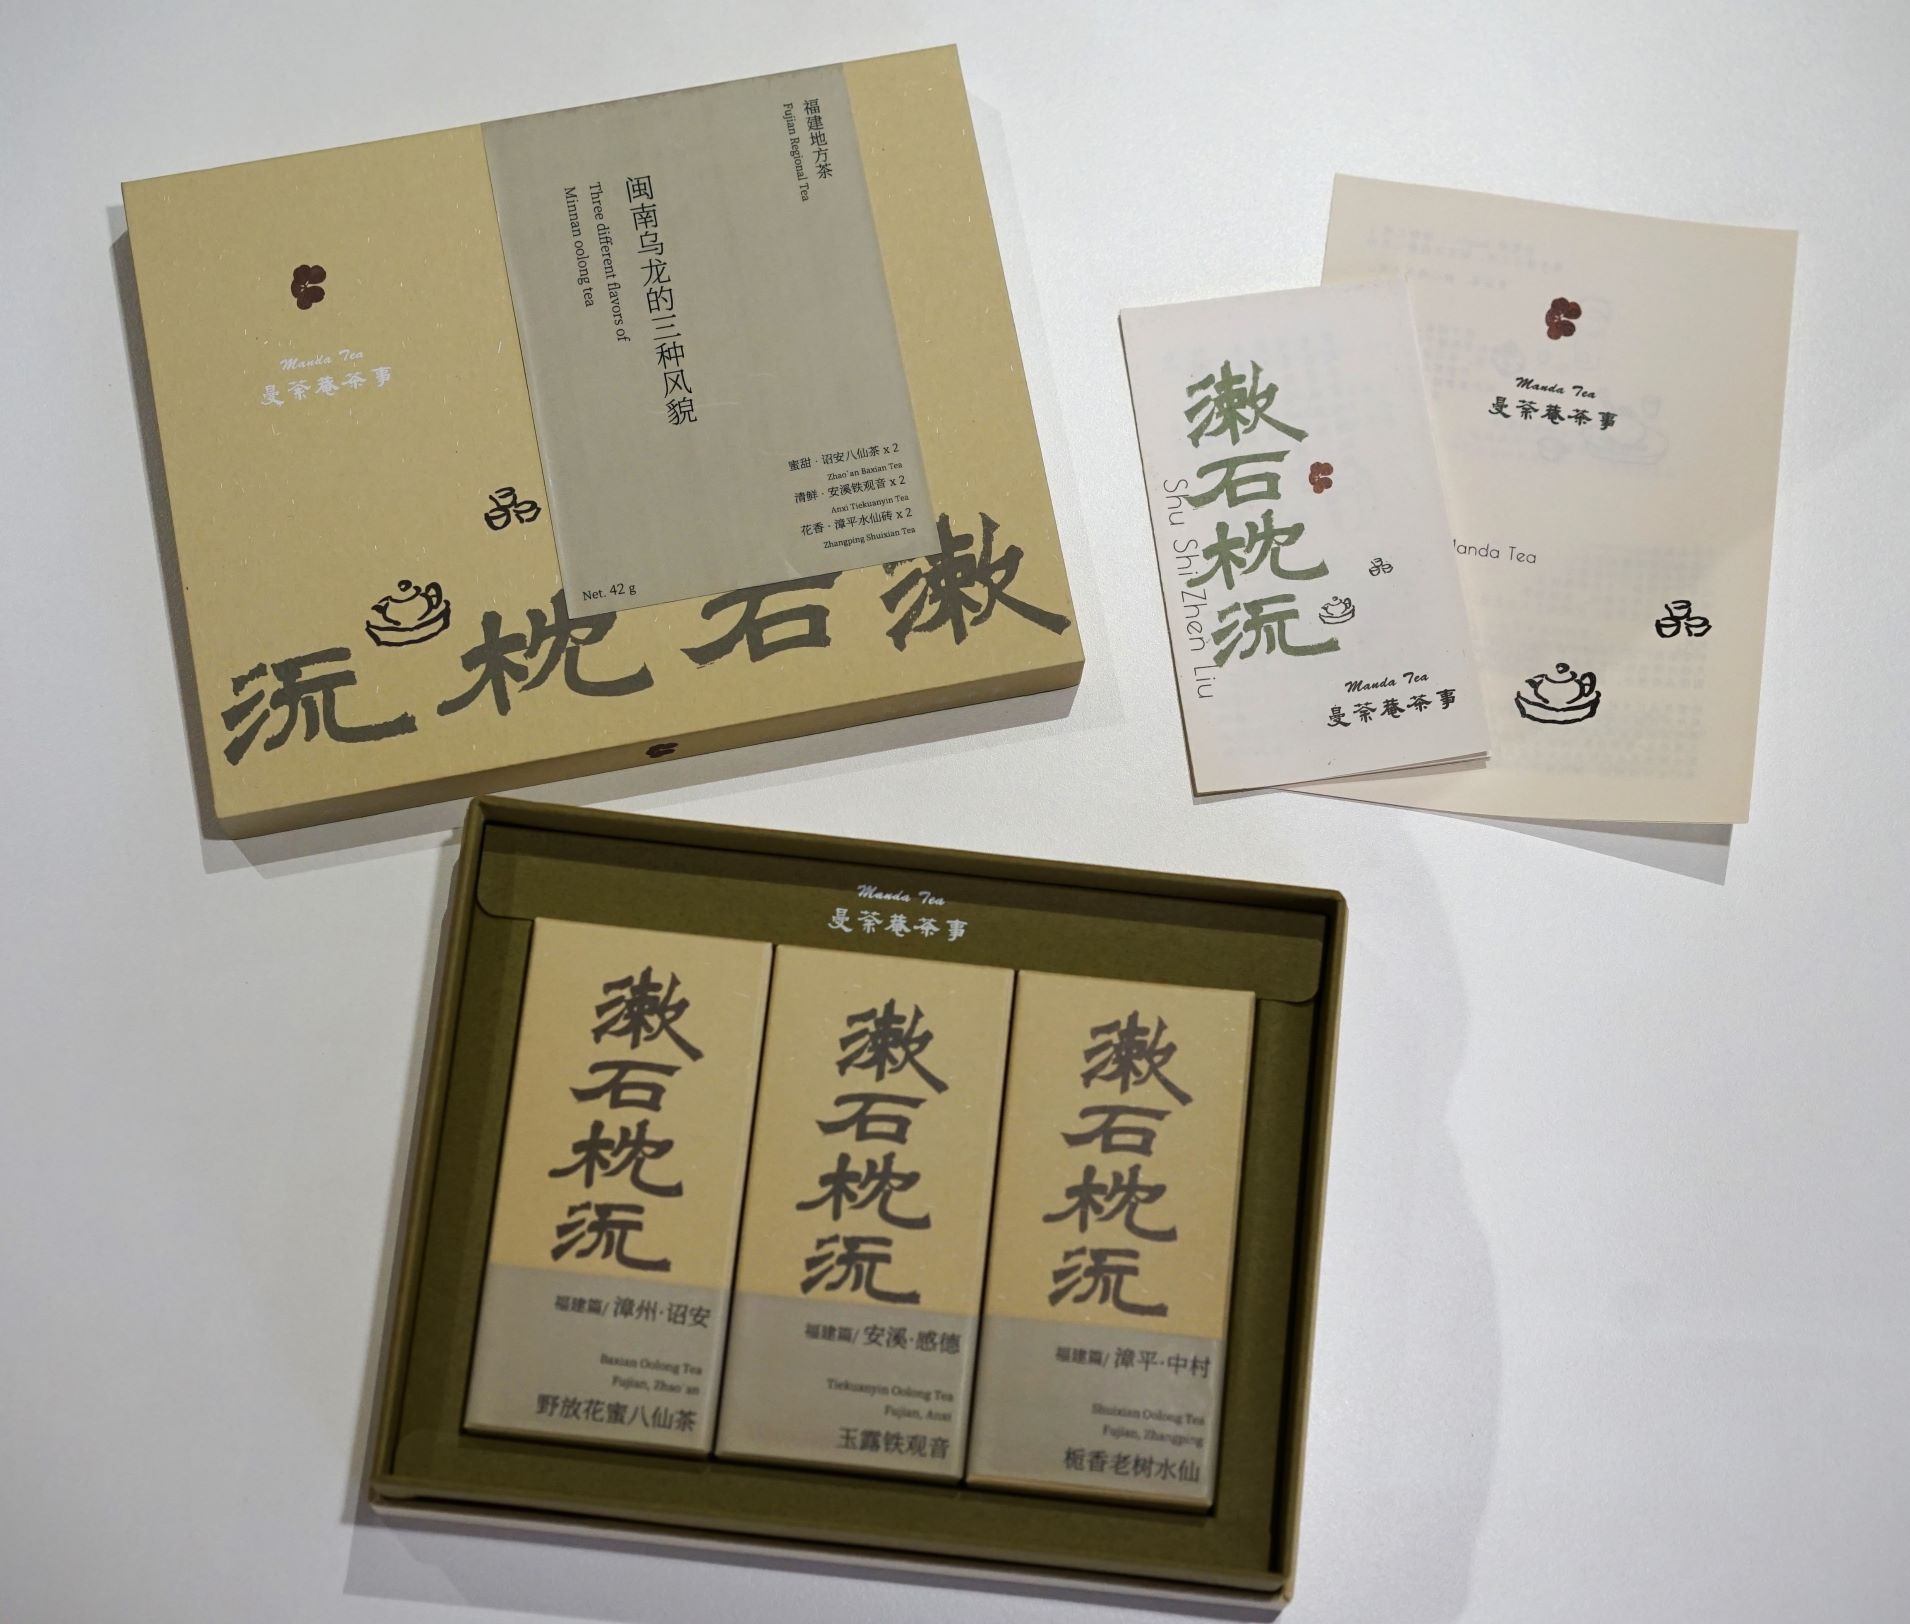 福建地方茶
Fujian Regional Tea
闽南乌龙的三种风貌
Three different flavors of
Minnan oolong tea
蜜甜·诏安八仙茶 x 2
Zhao'an Baxian Tea
清鲜·安溪铁观音 x 2
Anxi Tiekuanyin Tea
花香·漳平水仙砖 x 2
Zhangping Shuixian Tea
Net. 42 g
Manda Tea
曼荼菴茶事
漱石枕流
漱石枕流
Shu Shi Zhen Liu
Manda Tea
曼荼菴茶事
Manda Tea
曼荼菴茶事
anda Tea
Manda Tea
曼荼菴茶事
漱石枕流
福建篇/ 漳州·诏安
Baxian Oolong Tea
Fujian, Zhao'an
野放花蜜八仙茶
漱石枕流
福建篇/ 安溪·感德
Tiekuanyin Oolong Tea
Fujian, Anxi
玉露铁观音
漱石枕流
福建篇/ 漳平·中村
Shuixian Oolong Tea
Fujian, Zhangping
栀香老树水仙